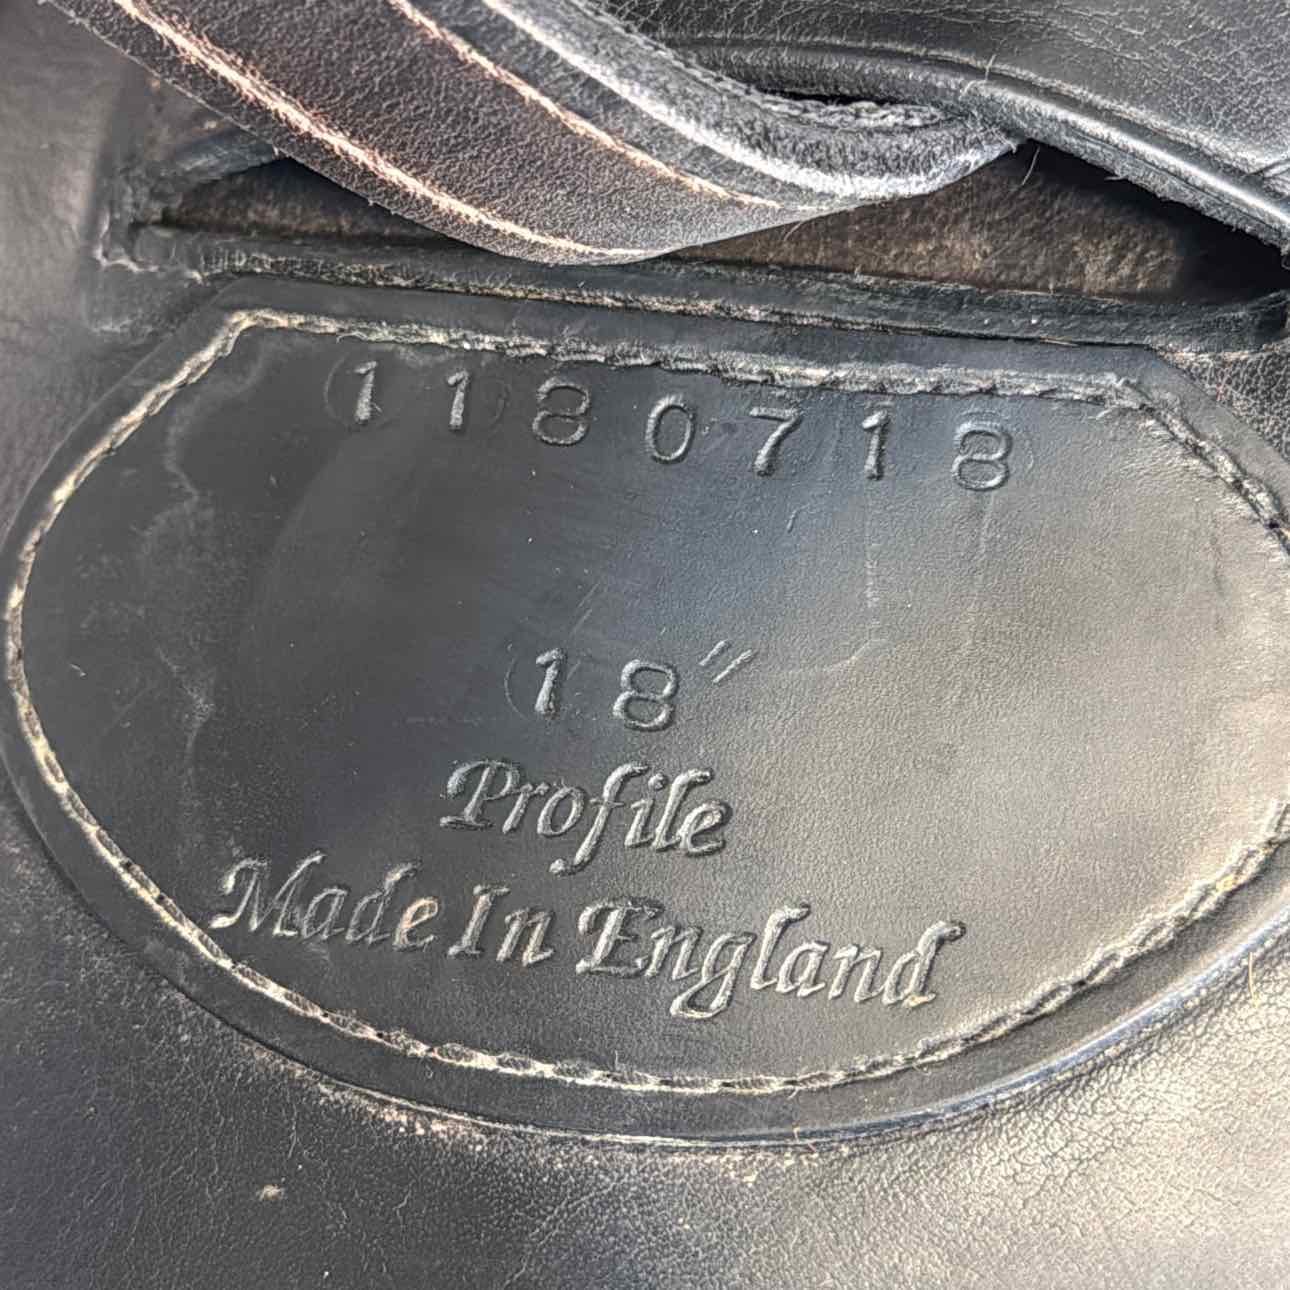 1180718
18"
Profile
Made In England